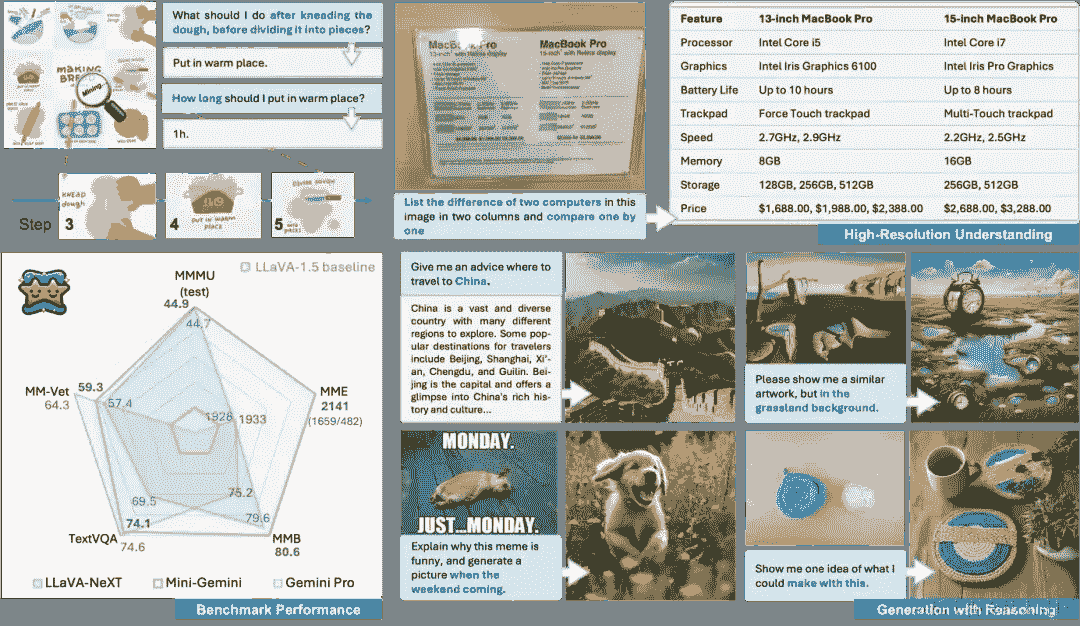 What should I do after kneading the
dough, before dividing it into pieces?
Put in warm place.
How long should I put in warm place?
1h.
MAKING
Mining...
Step
3
KNEAD
DOUGH
4
PUT IN WARM
PLACE
5
DIVIDE DOUGH
MacBook Pro
MacBook Pro
List the difference of two computers in this
image in two columns and compare one by
one
Feature 13-inch MacBook Pro 15-inch MacBook Pro
Processor Intel Core i5 Intel Core i7
Graphics Intel Iris Graphics 6100 Intel Iris Pro Graphics
Battery Life Up to 10 hours Up to 8 hours
Trackpad Force Touch trackpad Multi-Touch trackpad
Speed 2.7GHz, 2.9GHz 2.2GHz, 2.5GHz
Memory 8GB 16GB
Storage 128GB, 256GB, 512GB 256GB, 512GB
Price $1,688.00, $1,988.00, $2,388.00 $2,688.00, $3,288.00
High-Resolution Understanding
LLaVA-1.5 baseline
MMMU
(test)
44.9
44.7
MM-Vet
64.3
59.3
57.4
1928
1933
MME
2141
(1659/482)
69.5
74.1
TextVQA
74.6
75.2
79.6
MMB
80.6
LLaVA-NeXT
Mini-Gemini
Gemini Pro
Benchmark Performance
Give me an advice where to
travel to China.
China is a vast and diverse
country with many different
regions to explore. Some pop-
ular destinations for travelers
include Beijing, Shanghai, Xi'-
an, Chengdu, and Guilin. Bei-
jing is the capital and offers a
glimpse into China's rich his-
tory and culture...
Please show me a similar
artwork, but in the
grassland background.
MONDAY.
JUST...MONDAY.
Explain why this meme is
funny, and generate a
picture when the
weekend coming.
Show me one idea of what I
could make with this.
Generation with Reasoning